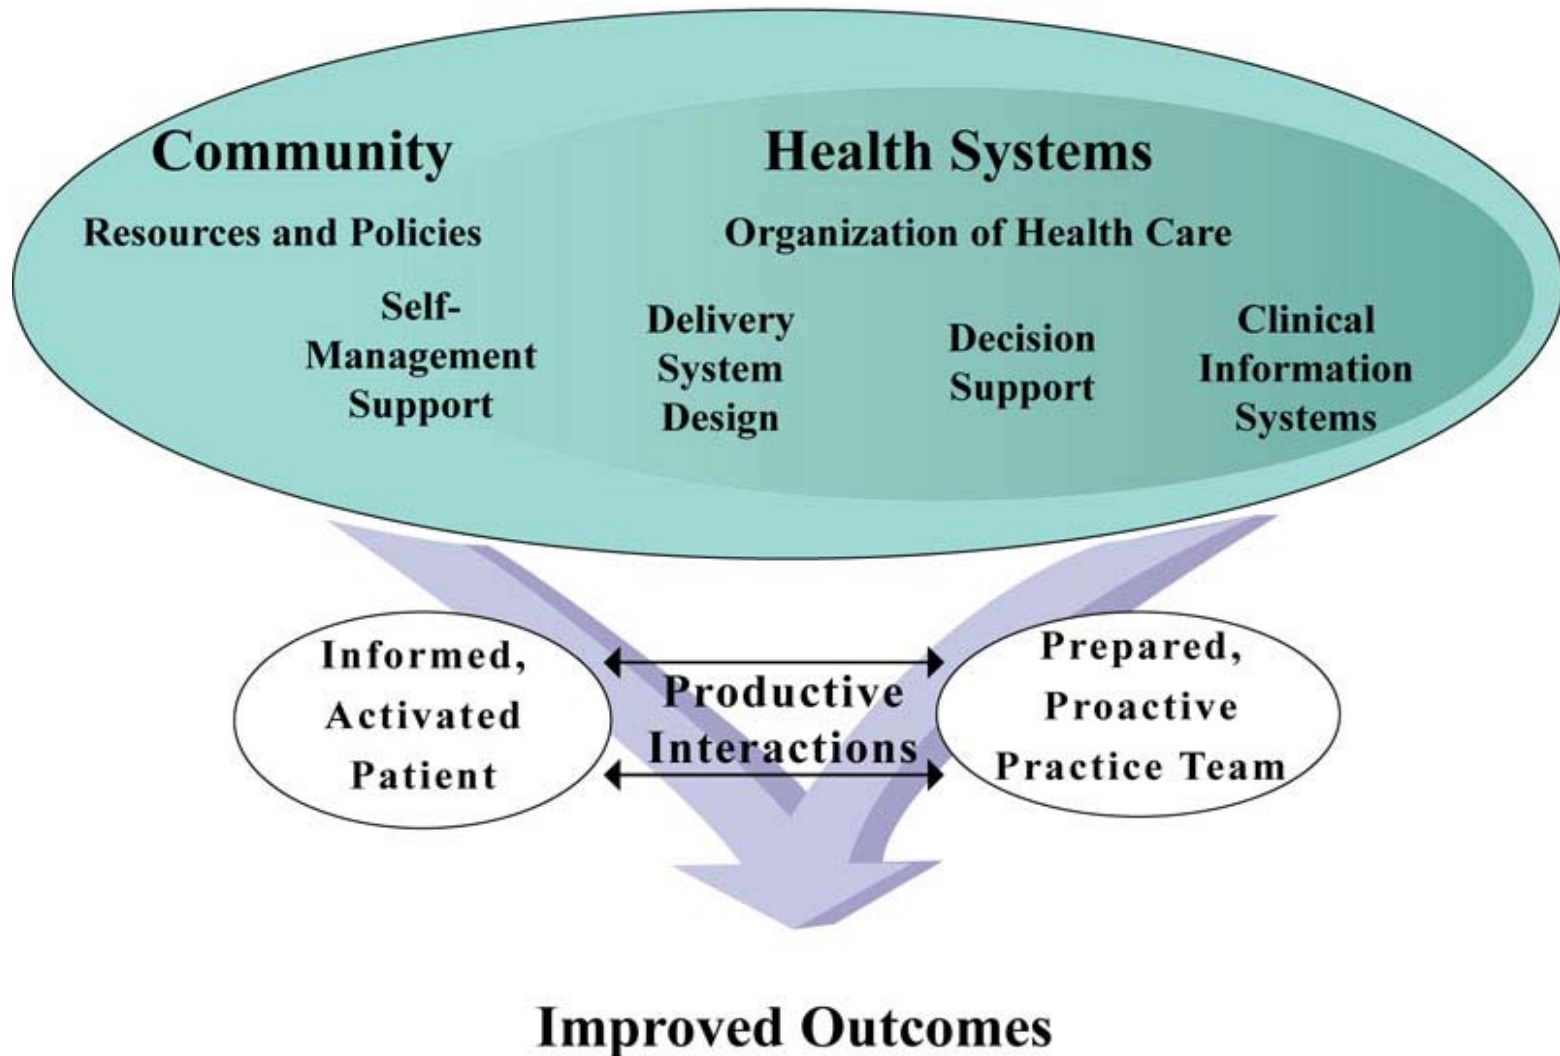 Community
Health Systems
Resources and Policies
Organization of Health Care
Self-
Management
Support
Delivery
System
Design
Decision
Support
Clinical
Information
Systems
Informed,
Activated
Patient
Productive
Interactions
Prepared,
Proactive
Practice Team
Improved Outcomes